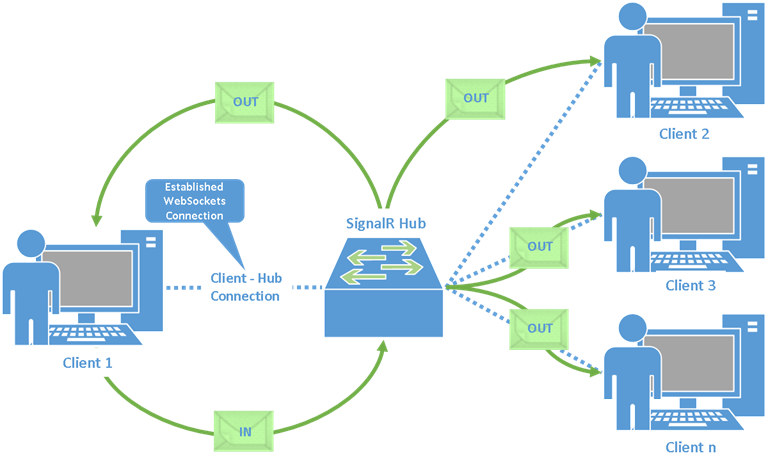 OUT
OUT
Client 2
Established
WebSockets
Connection
SignalR Hub
OUT
Client - Hub
Connection
Client 3
OUT
Client 1
IN
Client n